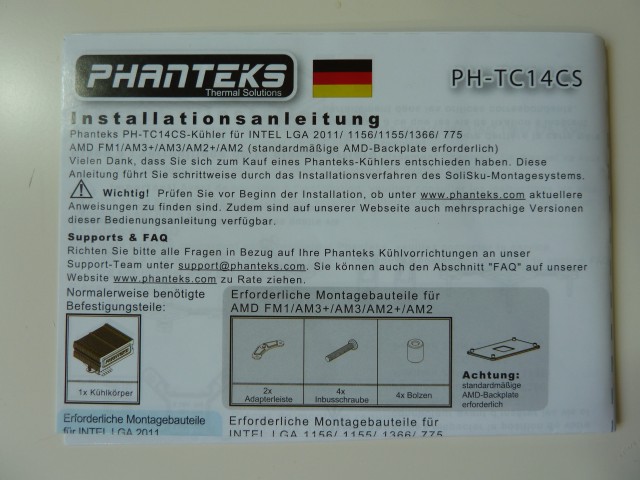 PHANTEKS
Thermal Solutions
PH-TC14CS
Installationsanleitung
Phanteks PH-TC14CS-Kühler für INTEL LGA 2011/ 1156/1155/1366/ 775
AMD FM1/AM3+/AM3/AM2+/AM2 (standardmäßige AMD-Backplate erforderlich)
Vielen Dank, dass Sie sich zum Kauf eines Phanteks-Kühlers entschieden haben. Diese
Anleitung führt Sie schrittweise durch das Installationsverfahren des SoliSku-Montagesystems.
Wichtig! Prüfen Sie vor Beginn der Installation, ob unter www.phanteks.com aktuellere
Anweisungen zu finden sind. Zudem sind auf unserer Webseite auch mehrsprachige Versionen
dieser Bedienungsanleitung verfügbar.
Supports & FAQ
Richten Sie bitte alle Fragen in Bezug auf Ihre Phanteks Kühlvorrichtungen an unser
Support-Team unter support@phanteks.com. Sie können auch den Abschnitt "FAQ" auf unserer
Website www.phanteks.com zu Rate ziehen.
Normalerweise benötigte
Befestigungsteile:
PHANTEKS
1x Kühlkörper
Erforderliche Montagebauteile für
AMD FM1/AM3+/AM3/AM2+/AM2
2x
Adapterleiste
4x
Inbusschraube
4x Bolzen
Achtung:
standardmäßige
AMD-Backplate
erforderlich
Erforderliche Montagebauteile
für INTEL LGA 2011
Erforderliche Montagebauteile für
INTEL LGA 1156/ 1155/ 1366/ 775